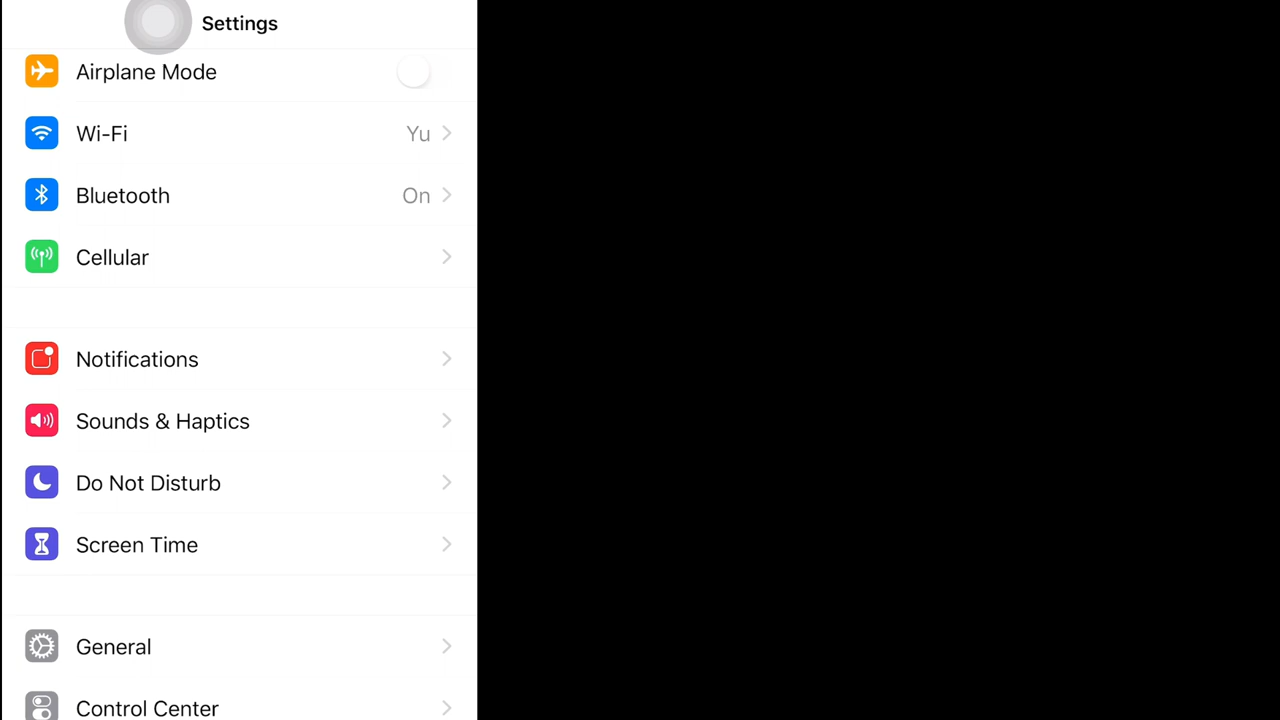 Settings
Airplane Mode
Wi-Fi Yu
Bluetooth On
Cellular
Notifications
Sounds & Haptics
Do Not Disturb
Screen Time
General
Control Center